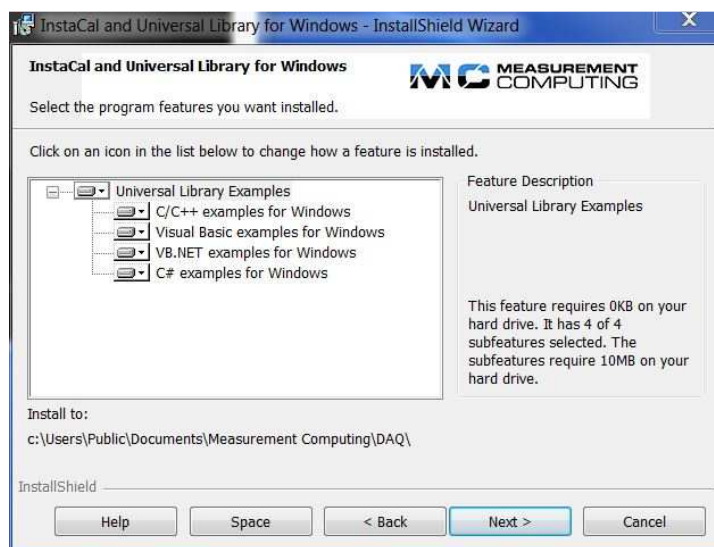 InstaCal and Universal Library for Windows - InstallShield Wizard
X
InstaCal and Universal Library for Windows
MC MEASUREMENT
COMPUTING
Select the program features you want installed.
Click on an icon in the list below to change how a feature is installed.
Universal Library Examples
C/C++ examples for Windows
Visual Basic examples for Windows
VB.NET examples for Windows
C# examples for Windows
Feature Description
Universal Library Examples
This feature requires 0KB on your
hard drive. It has 4 of 4
subfeatures selected. The
subfeatures require 10MB on your
hard drive.
Install to:
c:\Users\Public\Documents\Measurement Computing\DAQ\
InstallShield
Help
Space
< Back
Next >
Cancel